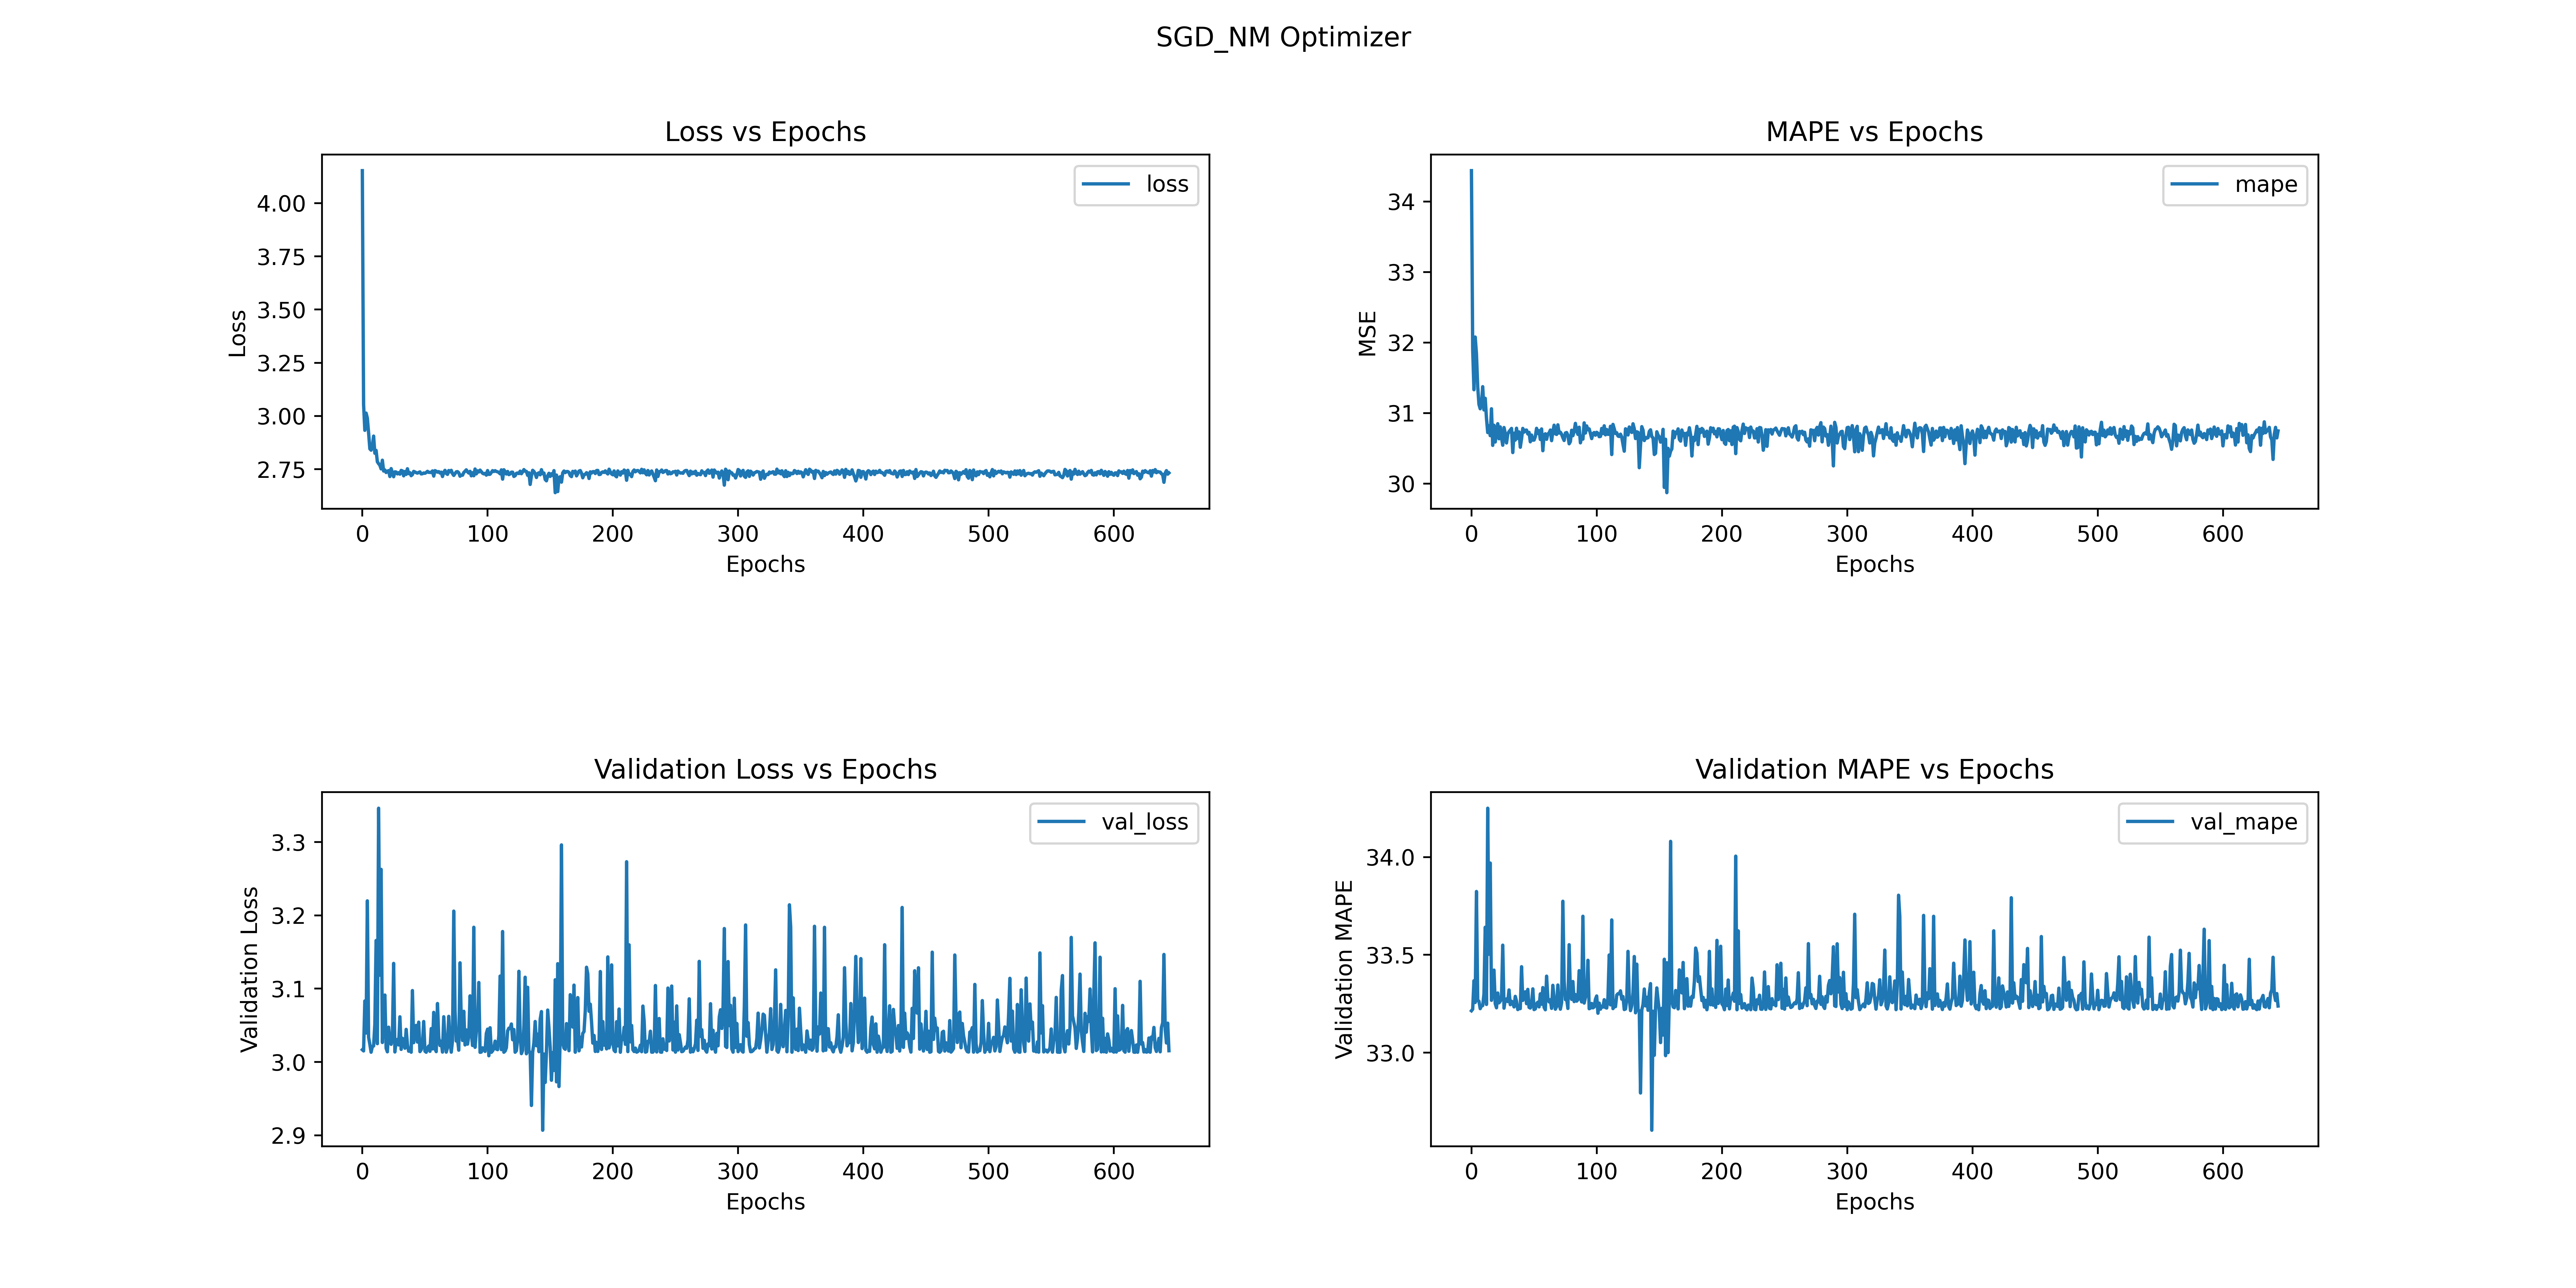 SGD_NM Optimizer
Loss vs Epochs
loss
4.00
3.75
3.50
3.25
3.00
2.75
Loss
0 100 200 300 400 500 600
Epochs
MAPE vs Epochs
mape
34
33
32
31
30
MSE
0 100 200 300 400 500 600
Epochs
Validation Loss vs Epochs
val_loss
3.3
3.2
3.1
3.0
2.9
Validation Loss
0 100 200 300 400 500 600
Epochs
Validation MAPE vs Epochs
val_mape
34.0
33.5
33.0
Validation MAPE
0 100 200 300 400 500 600
Epochs